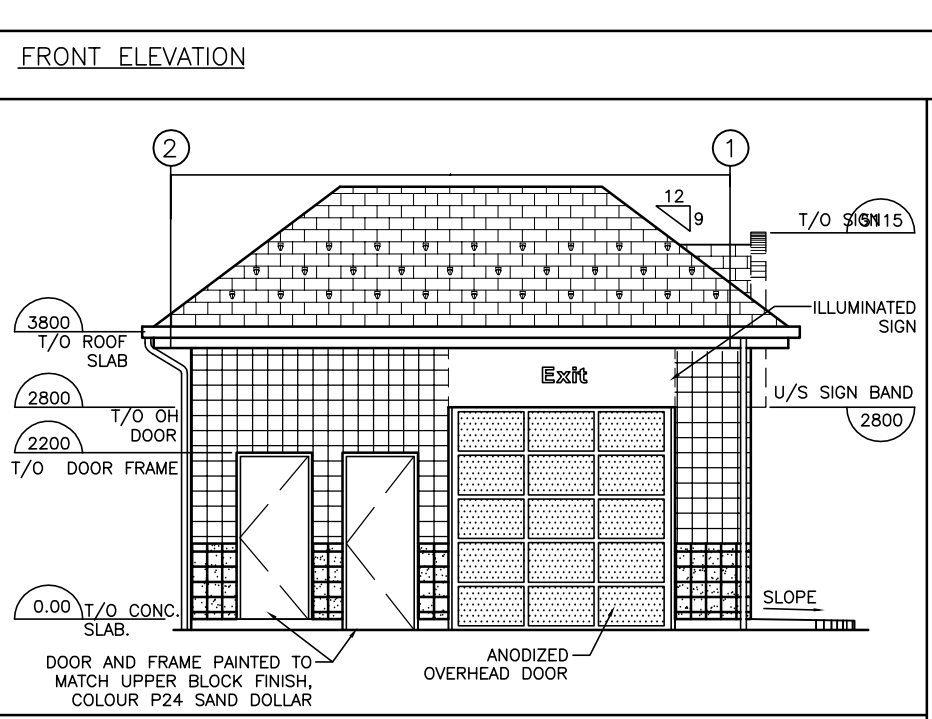 FRONT ELEVATION
2
1
12
9
T/O SIGN
5115
ILLUMINATED
SIGN
3800
T/O ROOF
SLAB
Exit
2800
T/O OH
DOOR
U/S SIGN BAND
2800
2200
T/O DOOR FRAME
0.00
T/O CONC.
SLAB.
SLOPE
DOOR AND FRAME PAINTED TO
MATCH UPPER BLOCK FINISH,
COLOUR P24 SAND DOLLAR
ANODIZED
OVERHEAD DOOR